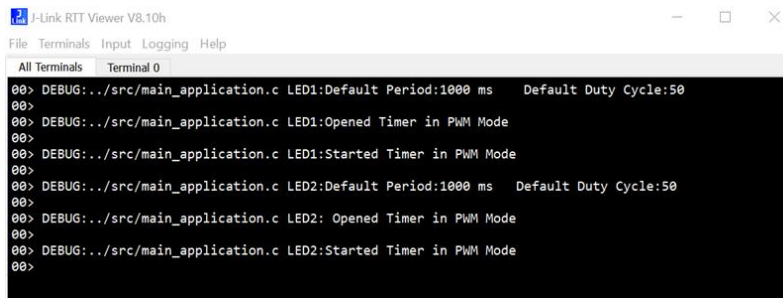 J-Link RTT Viewer V8.10h
File Terminals Input Logging Help
All Terminals Terminal 0
00> DEBUG:../src/main_application.c LED1:Default Period:1000 ms    Default Duty Cycle:50
00>
00> DEBUG:../src/main_application.c LED1:Opened Timer in PWM Mode
00>
00> DEBUG:../src/main_application.c LED1:Started Timer in PWM Mode
00>
00> DEBUG:../src/main_application.c LED2:Default Period:1000 ms   Default Duty Cycle:50
00>
00> DEBUG:../src/main_application.c LED2: Opened Timer in PWM Mode
00>
00> DEBUG:../src/main_application.c LED2:Started Timer in PWM Mode
00>